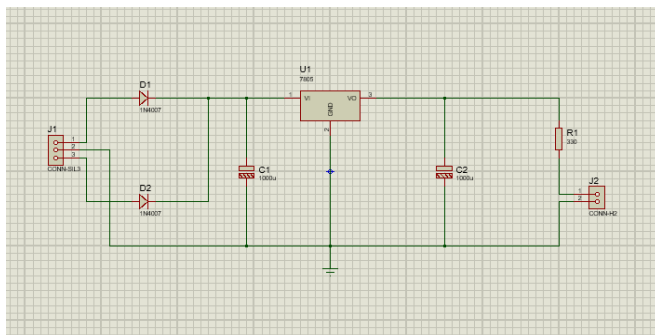 U1
7805
D1
1N4007
1
VI
VO
3
GND
2
J1
1
2
3
CONN-SIL3
R1
330
C1
1000u
C2
1000u
D2
1N4007
J2
1
2
CONN-H2